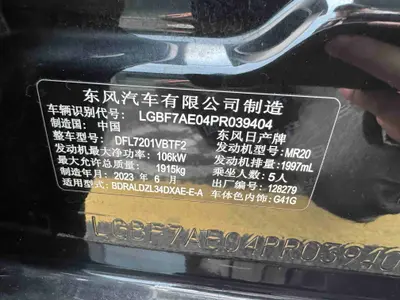 东风汽车有限公司制造
车辆识别代号: LGBF7AE04PR039404
制造国: 中国 东风日产牌
整车型号: DFL7201VBTF2 发动机型号: MR20
发动机最大净功率: 106kW 发动机排量: 1997mL
最大允许总质量: 1915kg 乘坐人数: 5人
制造年月: 2023 年 6 月 出厂编号: 128279
适用型号: BDRALDZL34DXAE-E-A 车体色内饰: G41G
LGBF7AE04PR03940